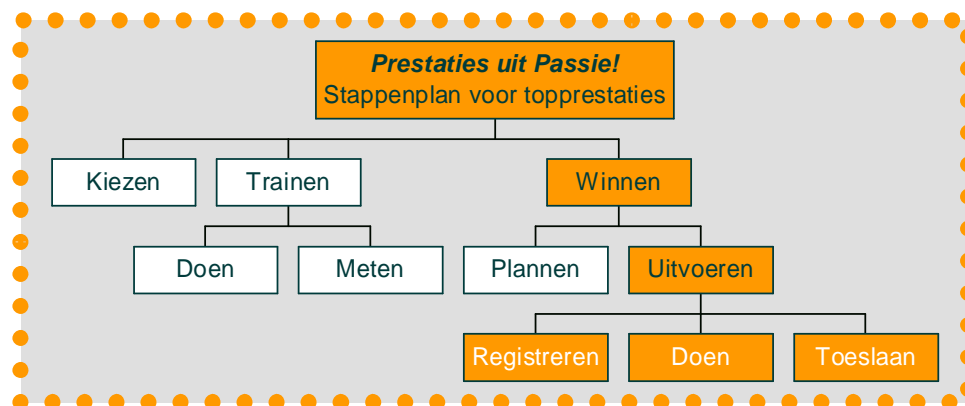 Prestaties uit Passie!
Stappenplan voor topprestaties
Kiezen
Trainen
Winnen
Doen
Meten
Plannen
Uitvoeren
Registreren
Doen
Toeslaan